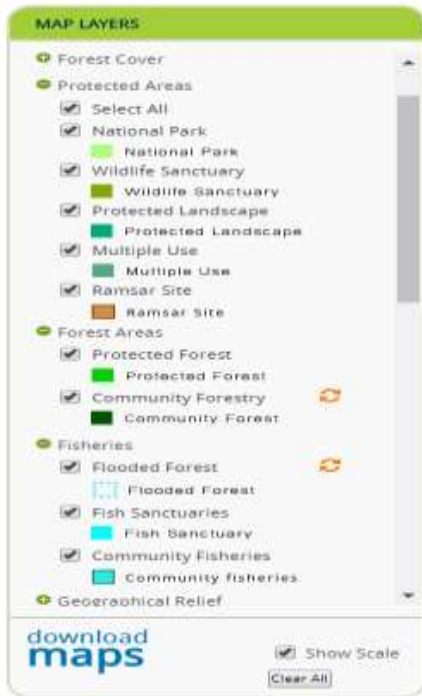 MAP LAYERS
Forest Cover
Protected Areas
Select All
National Park
National Park
Wildlife Sanctuary
Wildlife Sanctuary
Protected Landscape
Protected Landscape
Multiple Use
Multiple Use
Ramsar Site
Ramsar Site
Forest Areas
Protected Forest
Protected Forest
Community Forestry
Community Forest
Fisheries
Flooded Forest
Flooded Forest
Fish Sanctuaries
Fish Sanctuary
Community Fisheries
Community fisheries
Geographical Relief
download
maps
Show Scale
Clear All